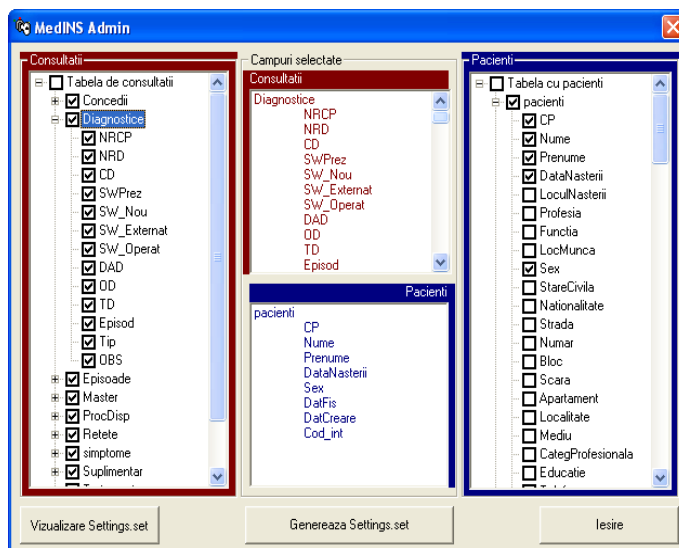 MedINS Admin
Consultatii
Tabela de consultatii
Concedii
Diagnostice
NRCP
NRD
CD
SWPrez
SW_Nou
SW_Externat
SW_Operat
DAD
OD
TD
Episod
Tip
OBS
Episoade
Master
ProcDisp
Retete
simptome
Suplimentar
Campuri selectate
Consultatii
Diagnostice
NRCP
NRD
CD
SWPrez
SW_Nou
SW_Externat
SW_Operat
DAD
OD
TD
Episod
Pacienti
pacienti
CP
Nume
Prenume
DataNasterii
Sex
DatFis
DatCreare
Cod_int
Pacienti
Tabela cu pacienti
pacienti
CP
Nume
Prenume
DataNasterii
LoculNasterii
Profesia
Functia
LocMunca
Sex
StareCivila
Nationalitate
Strada
Numar
Bloc
Scara
Apartament
Localitate
Mediu
CategProfesionala
Educatie
Vizualizare Settings.set
Genereaza Settings.set
Iesire